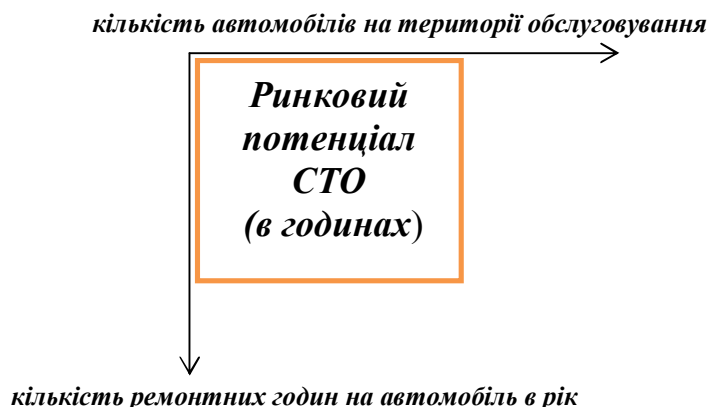 кількість автомобілів на території обслуговування
Ринковий
потенціал
СТО
(в годинах)
кількість ремонтних годин на автомобіль в рік